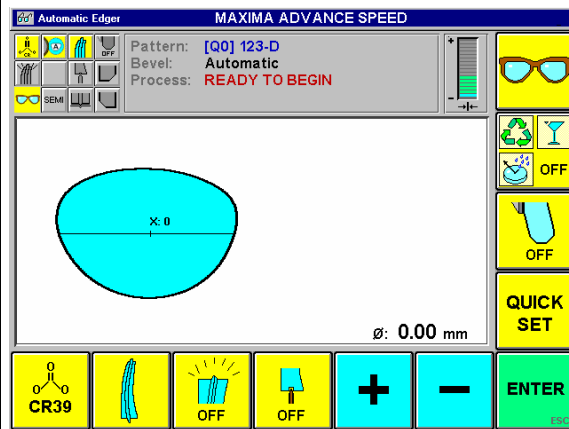 Automatic Edger
MAXIMA ADVANCE SPEED
CE
A
OFF
Pattern: [Q0] 123-D
Bevel: Automatic
Process: READY TO BEGIN
+
-
SEMI
OFF
X: 0
OFF
QUICK
SET
Ø: 0.00 mm
O
O O
CR39
OFF
OFF
+
−
ENTER
ESC